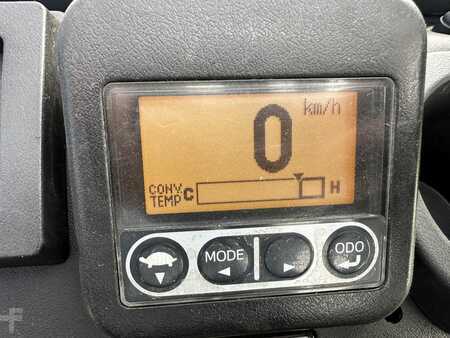 km/h
0
CONV
TEMP C H
MODE
ODO